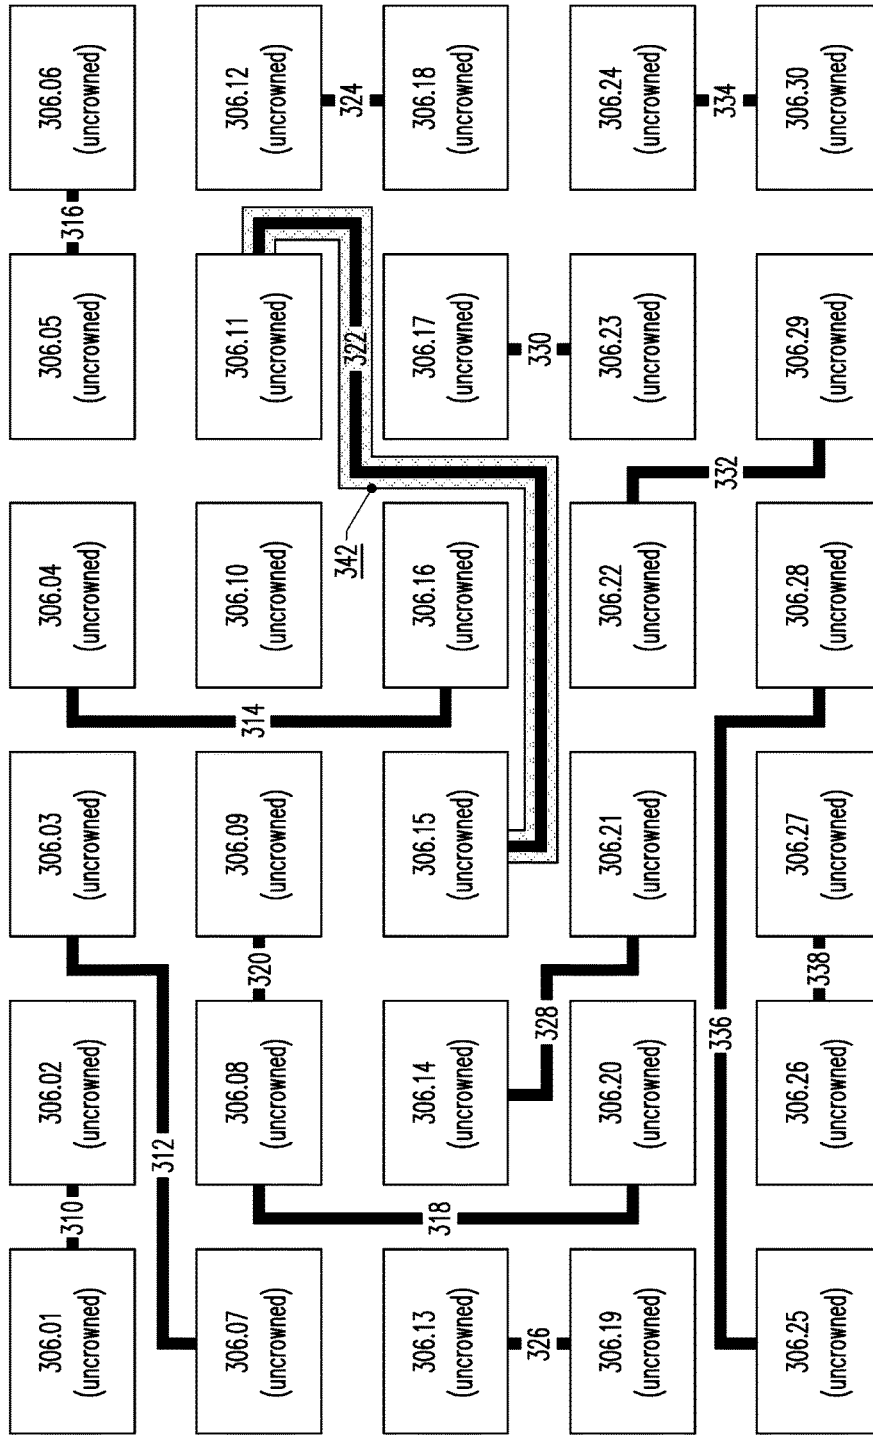 306.01
(uncrowned)
310
306.02
(uncrowned)
306.03
(uncrowned)
306.04
(uncrowned)
306.05
(uncrowned)
316
306.06
(uncrowned)
312
314
306.07
(uncrowned)
306.08
(uncrowned)
320
306.09
(uncrowned)
306.10
(uncrowned)
306.11
(uncrowned)
306.12
(uncrowned)
342
322
324
318
306.13
(uncrowned)
306.14
(uncrowned)
306.15
(uncrowned)
306.16
(uncrowned)
306.17
(uncrowned)
306.18
(uncrowned)
326
328
330
306.19
(uncrowned)
306.20
(uncrowned)
306.21
(uncrowned)
306.22
(uncrowned)
306.23
(uncrowned)
306.24
(uncrowned)
336
332
334
306.25
(uncrowned)
306.26
(uncrowned)
338
306.27
(uncrowned)
306.28
(uncrowned)
306.29
(uncrowned)
306.30
(uncrowned)